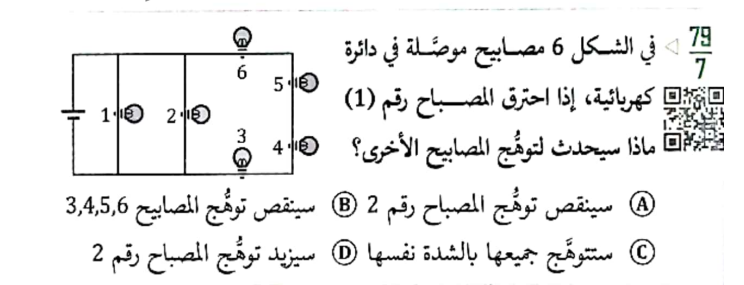 79/7 في الشكل 6 مصابيح موصَّلة في دائرة
كهربائية، إذا احترق المصباح رقم (1)
ماذا سيحدث لتوهُّج المصابيح الأخرى؟
6
5
1
2
3
4
Ⓐ سينقص توهُّج المصباح رقم 2 Ⓑ سينقص توهُّج المصابيح 3,4,5,6
Ⓒ ستتوهَّج جميعها بالشدة نفسها Ⓓ سيزيد توهُّج المصباح رقم 2